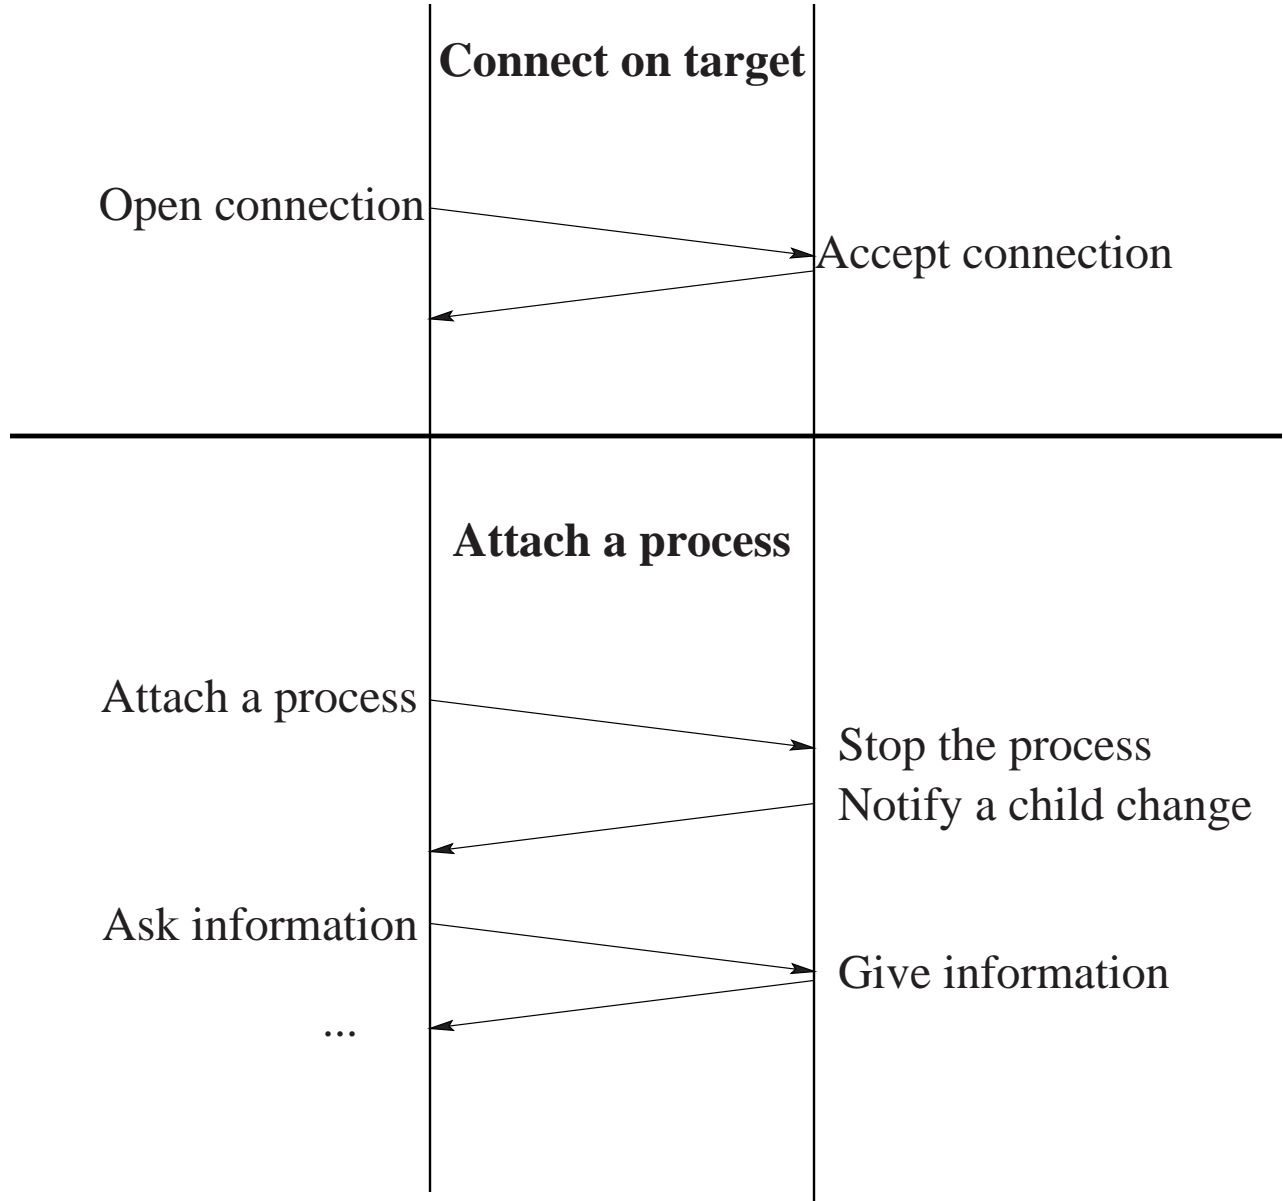 Connect on target
Open connection
Accept connection
Attach a process
Attach a process
Stop the process
Notify a child change
Ask information
Give information
...